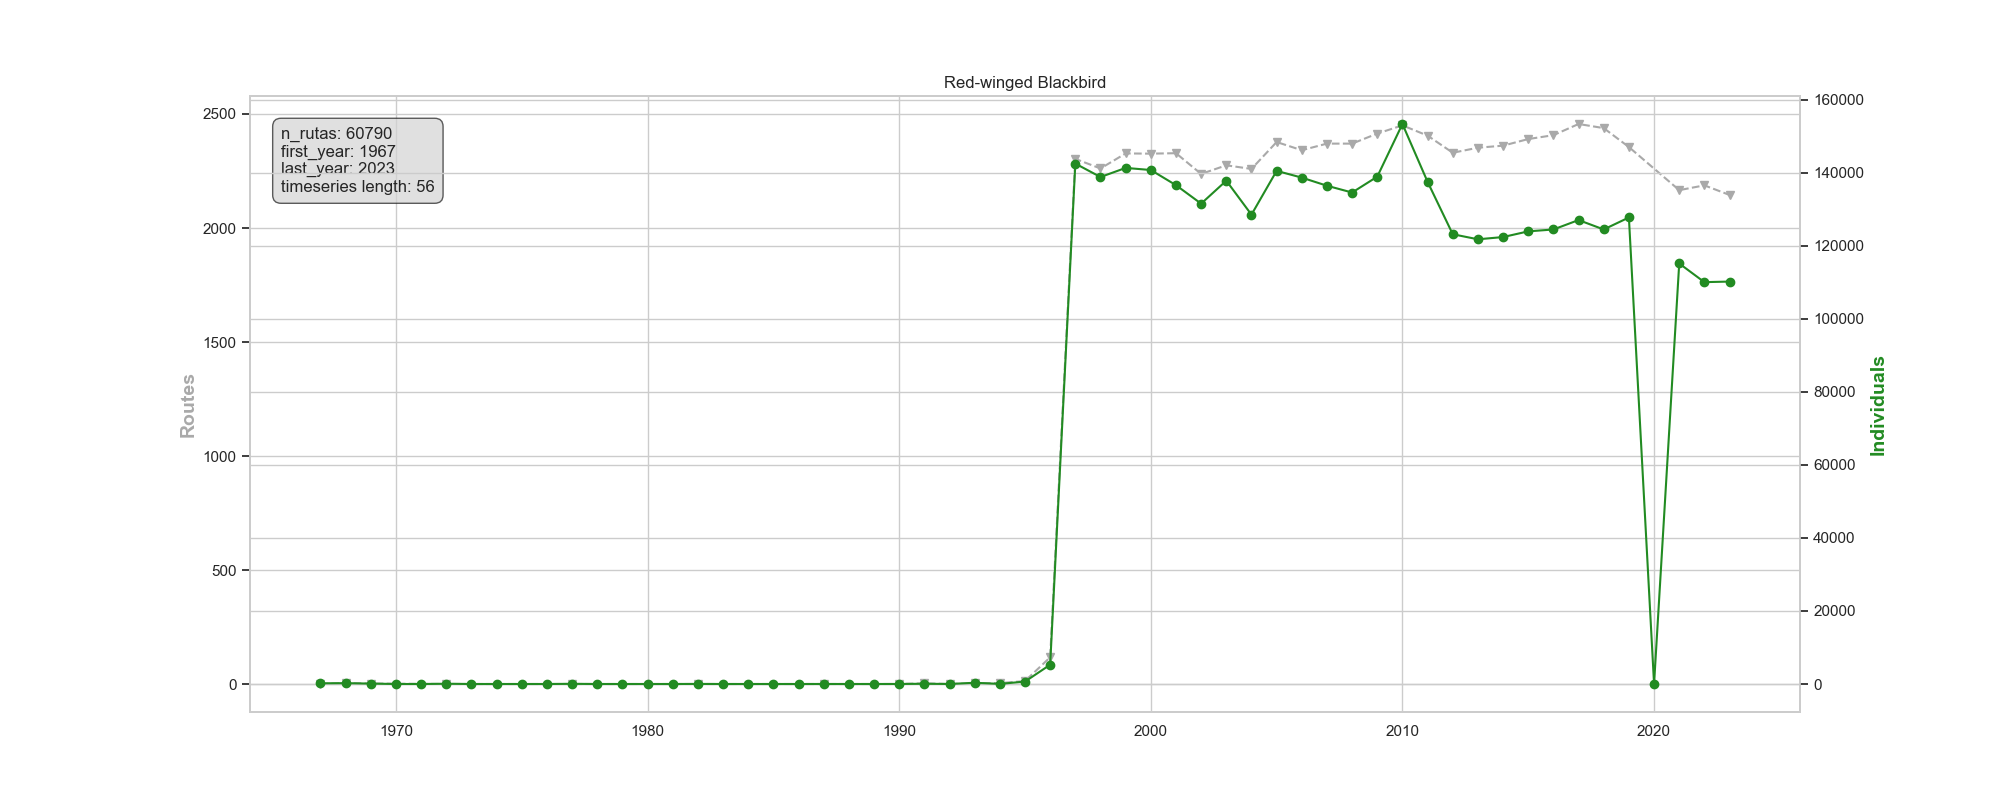 Red-winged Blackbird
n_rutas: 60790
first_year: 1967
last_year: 2023
timeseries length: 56
Routes
2500
2000
1500
1000
500
0
160000
140000
120000
100000
80000
60000
40000
20000
0
Individuals
1970 1980 1990 2000 2010 2020